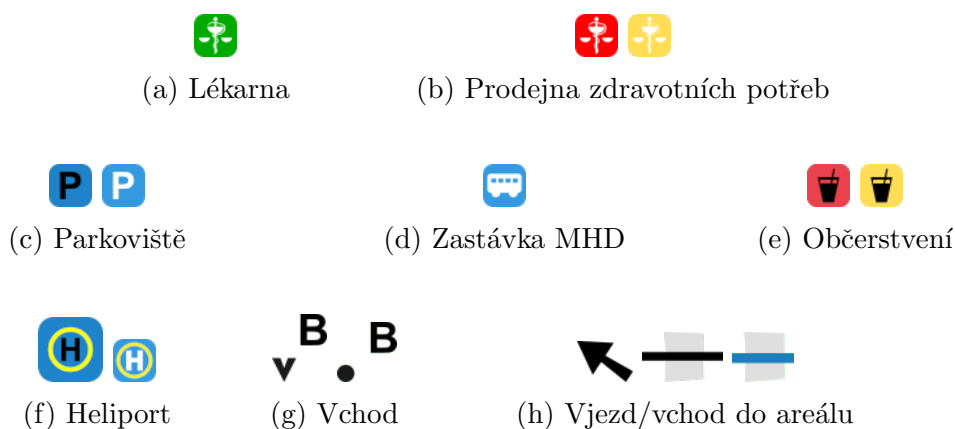 (a) Lékarna
(b) Prodejna zdravotních potřeb
P P
(c) Parkoviště
(d) Zastávka MHD
(e) Občerstvení
H H
B B
(f) Heliport
(g) Vchod
(h) Vjezd/vchod do areálu